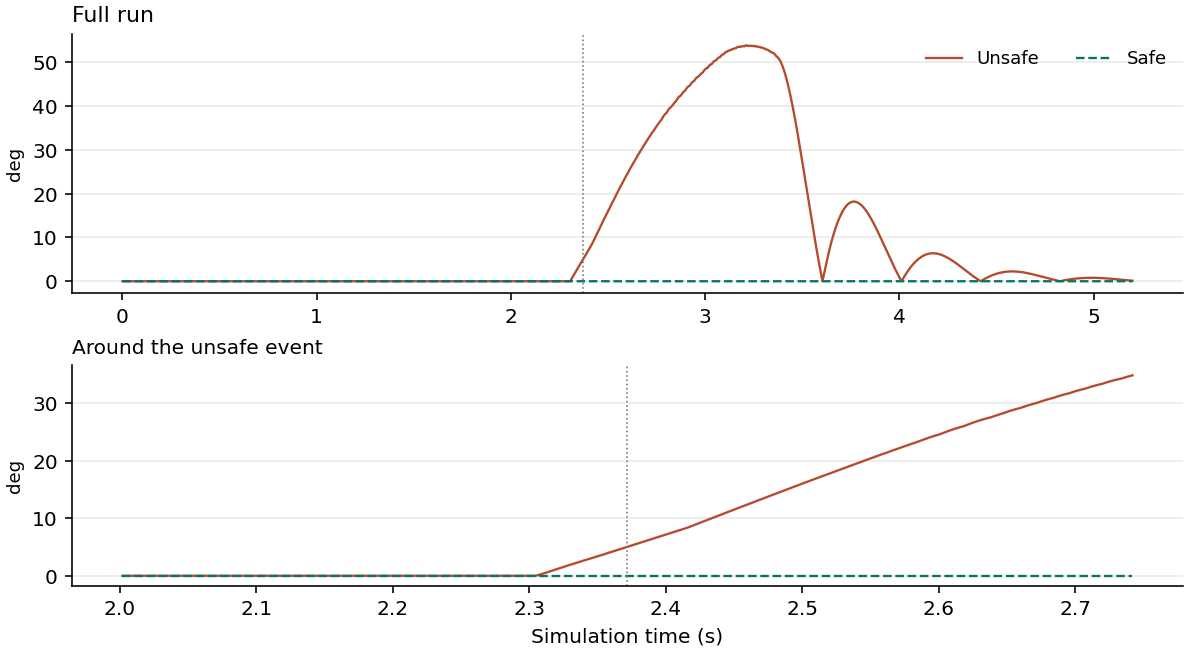 Full run
deg
50
40
30
20
10
0
Unsafe
Safe
0 1 2 3 4 5
Around the unsafe event
deg
30
20
10
0
2.0 2.1 2.2 2.3 2.4 2.5 2.6 2.7
Simulation time (s)